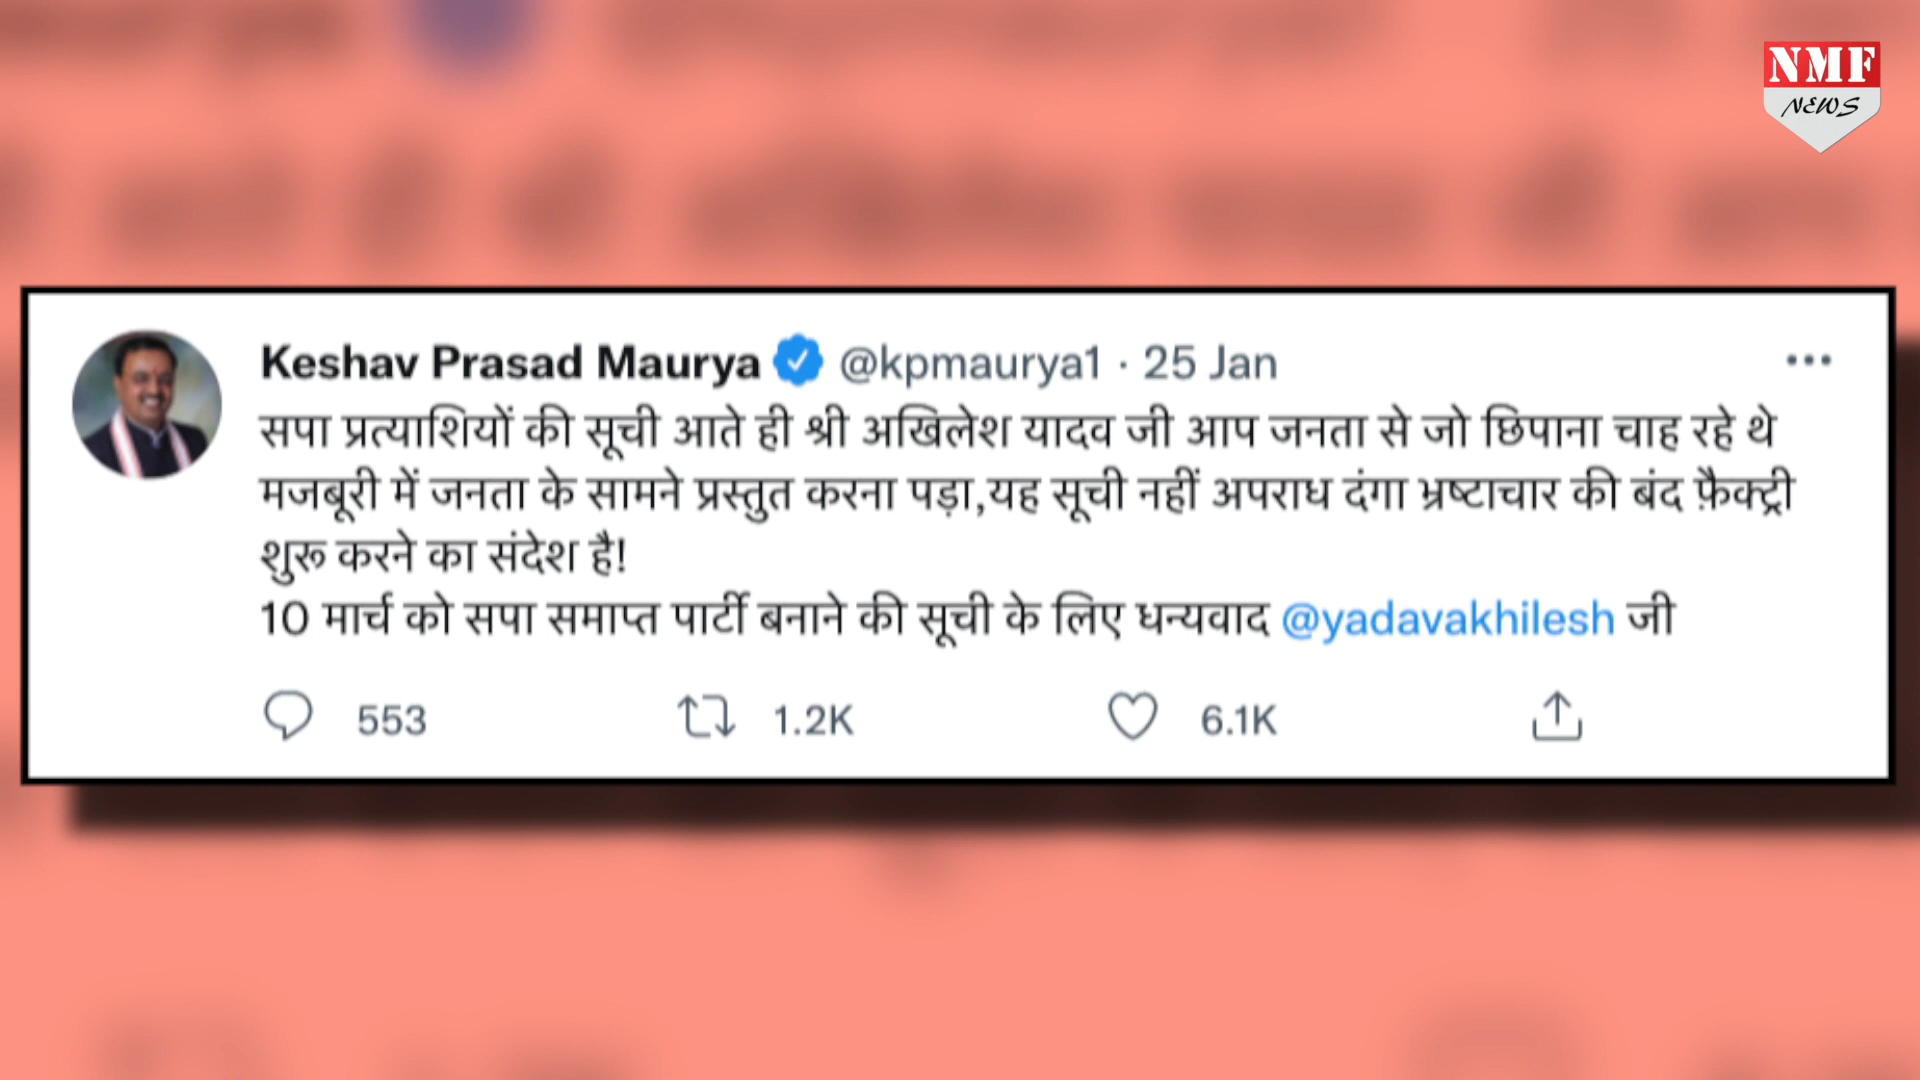 NMF
NEWS
Keshav Prasad Maurya @kpmaurya1 · 25 Jan
सपा प्रत्याशियों की सूची आते ही श्री अखिलेश यादव जी आप जनता से जो छिपाना चाह रहे थे
मजबूरी में जनता के सामने प्रस्तुत करना पड़ा,यह सूची नहीं अपराध दंगा भ्रष्टाचार की बंद फ़ैक्ट्री
शुरू करने का संदेश है!
10 मार्च को सपा समाप्त पार्टी बनाने की सूची के लिए धन्यवाद @yadavakhilesh जी
553 1.2K 6.1K